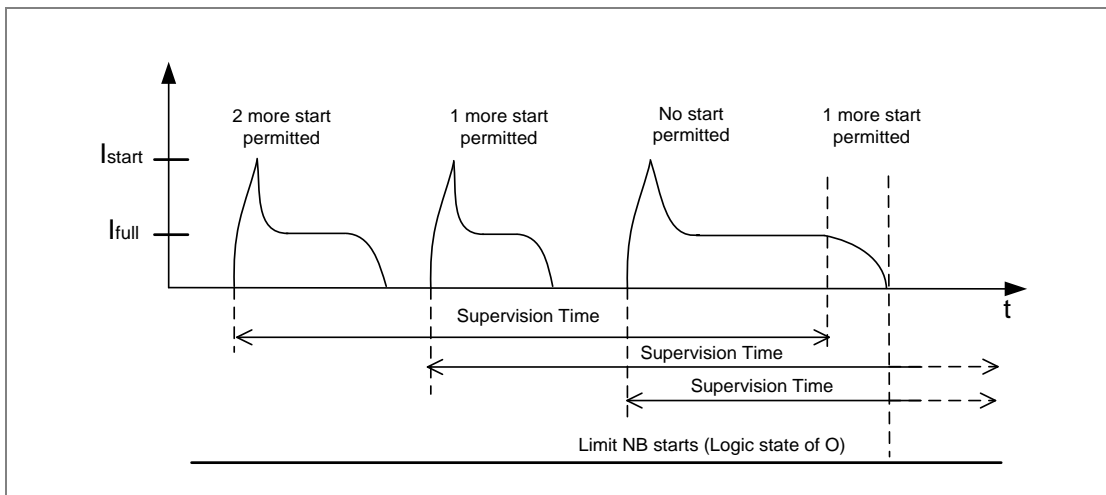 2 more start
permitted
1 more start
permitted
No start
permitted
1 more start
permitted
Istart
Ifull
t
Supervision Time
Supervision Time
Supervision Time
Limit NB starts (Logic state of O)